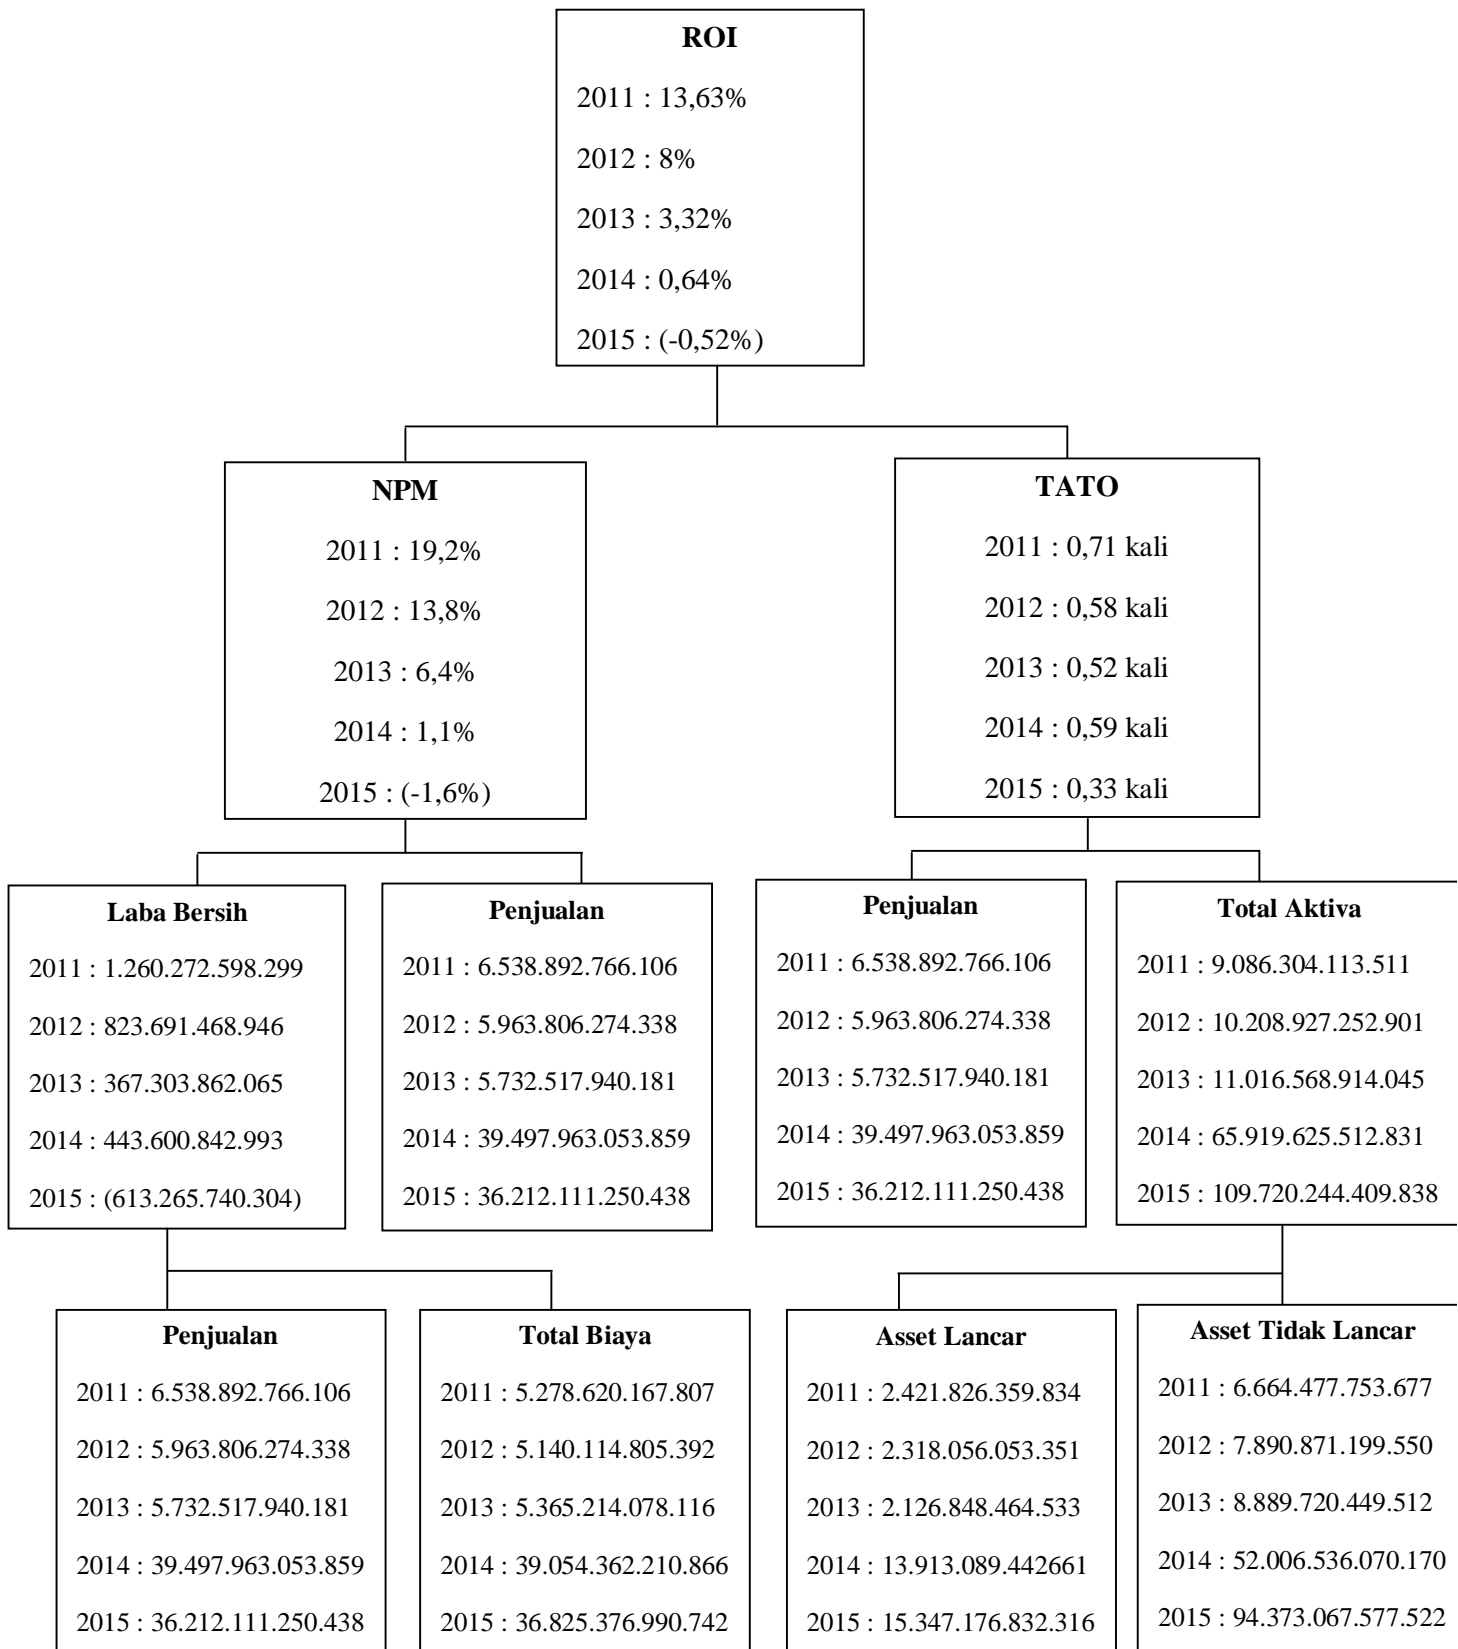 ROI
2011 : 13,63%
2012 : 8%
2013 : 3,32%
2014 : 0,64%
2015 : (-0,52%)
NPM
2011 : 19,2%
2012 : 13,8%
2013 : 6,4%
2014 : 1,1%
2015 : (-1,6%)
TATO
2011 : 0,71 kali
2012 : 0,58 kali
2013 : 0,52 kali
2014 : 0,59 kali
2015 : 0,33 kali
Laba Bersih
2011 : 1.260.272.598.299
2012 : 823.691.468.946
2013 : 367.303.862.065
2014 : 443.600.842.993
2015 : (613.265.740.304)
Penjualan
2011 : 6.538.892.766.106
2012 : 5.963.806.274.338
2013 : 5.732.517.940.181
2014 : 39.497.963.053.859
2015 : 36.212.111.250.438
Penjualan
2011 : 6.538.892.766.106
2012 : 5.963.806.274.338
2013 : 5.732.517.940.181
2014 : 39.497.963.053.859
2015 : 36.212.111.250.438
Total Aktiva
2011 : 9.086.304.113.511
2012 : 10.208.927.252.901
2013 : 11.016.568.914.045
2014 : 65.919.625.512.831
2015 : 109.720.244.409.838
Penjualan
2011 : 6.538.892.766.106
2012 : 5.963.806.274.338
2013 : 5.732.517.940.181
2014 : 39.497.963.053.859
2015 : 36.212.111.250.438
Total Biaya
2011 : 5.278.620.167.807
2012 : 5.140.114.805.392
2013 : 5.365.214.078.116
2014 : 39.054.362.210.866
2015 : 36.825.376.990.742
Asset Lancar
2011 : 2.421.826.359.834
2012 : 2.318.056.053.351
2013 : 2.126.848.464.533
2014 : 13.913.089.442661
2015 : 15.347.176.832.316
Asset Tidak Lancar
2011 : 6.664.477.753.677
2012 : 7.890.871.199.550
2013 : 8.889.720.449.512
2014 : 52.006.536.070.170
2015 : 94.373.067.577.522